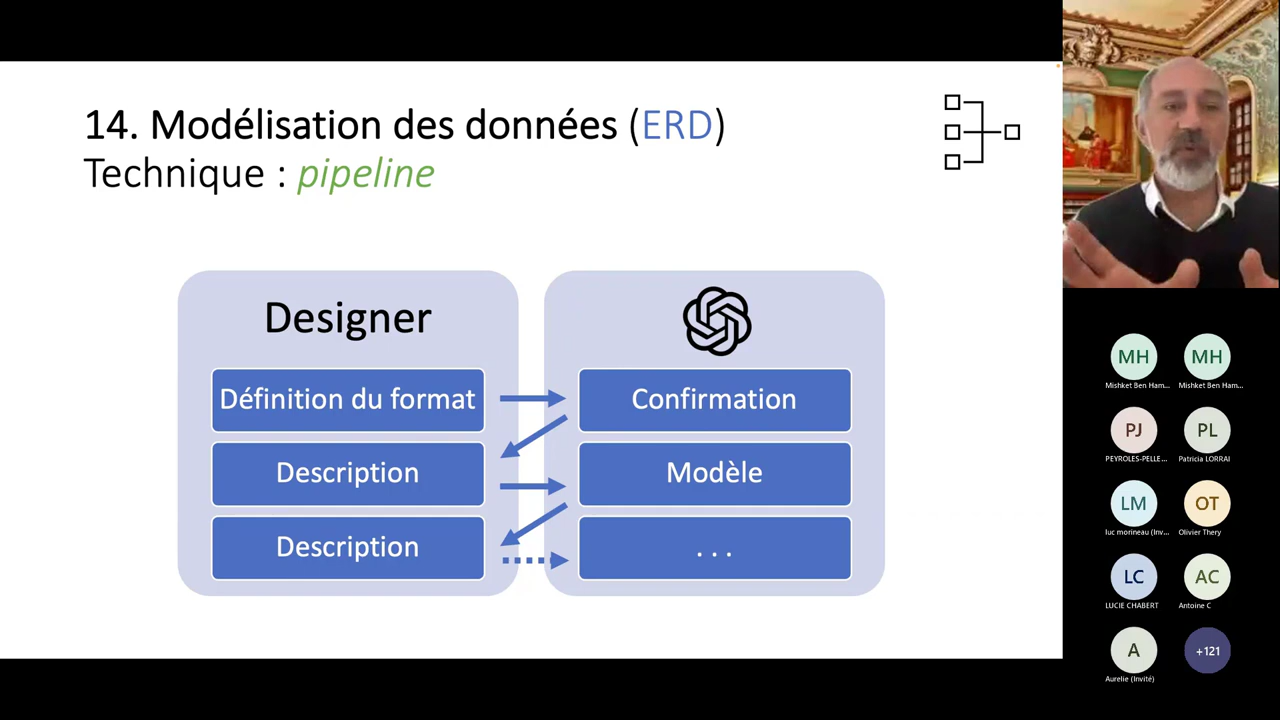 14. Modélisation des données (ERD)
Technique : pipeline
Designer
Définition du format
Confirmation
Description
Modèle
Description
. . .
MH
MH
Mishket Ben Ham...
Mishket Ben Ham...
PJ
PL
PEYROLES-PELLE...
Patricia LORRAI
LM
OT
luc morineau (Inv...
Olivier Thery
LC
AC
LUCIE CHABERT
Antoine C
A
+121
Aurelie (Invité)